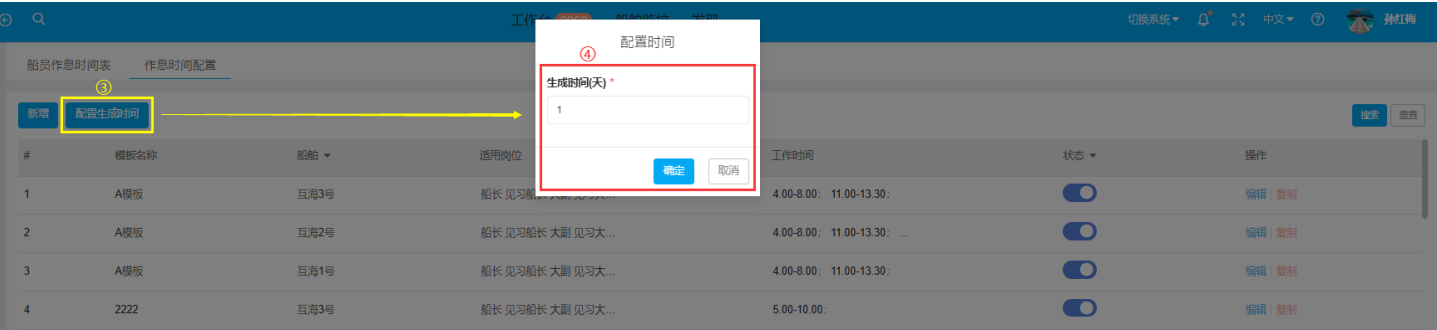 切换系统 中文 孙红梅
配置时间
④
船员作息时间表 作息时间配置
生成时间(天) *
③
1
新增 配置生成时间 搜索 重置
# 模板名称 船舶 适用岗位 工作时间 状态 操作
确定 取消
1 A模板 互海3号 船长 见习船长 大副 见习大... 4.00-8.00; 11.00-13.30; 编辑 | 复制
2 A模板 互海2号 船长 见习船长 大副 见习大... 4.00-8.00; 11.00-13.30; ... 编辑 | 复制
3 A模板 互海1号 船长 见习船长 大副 见习大... 4.00-8.00; 11.00-13.30; 编辑 | 复制
4 2222 互海3号 船长 见习船长 大副 见习大... 5.00-10.00; 编辑 | 复制